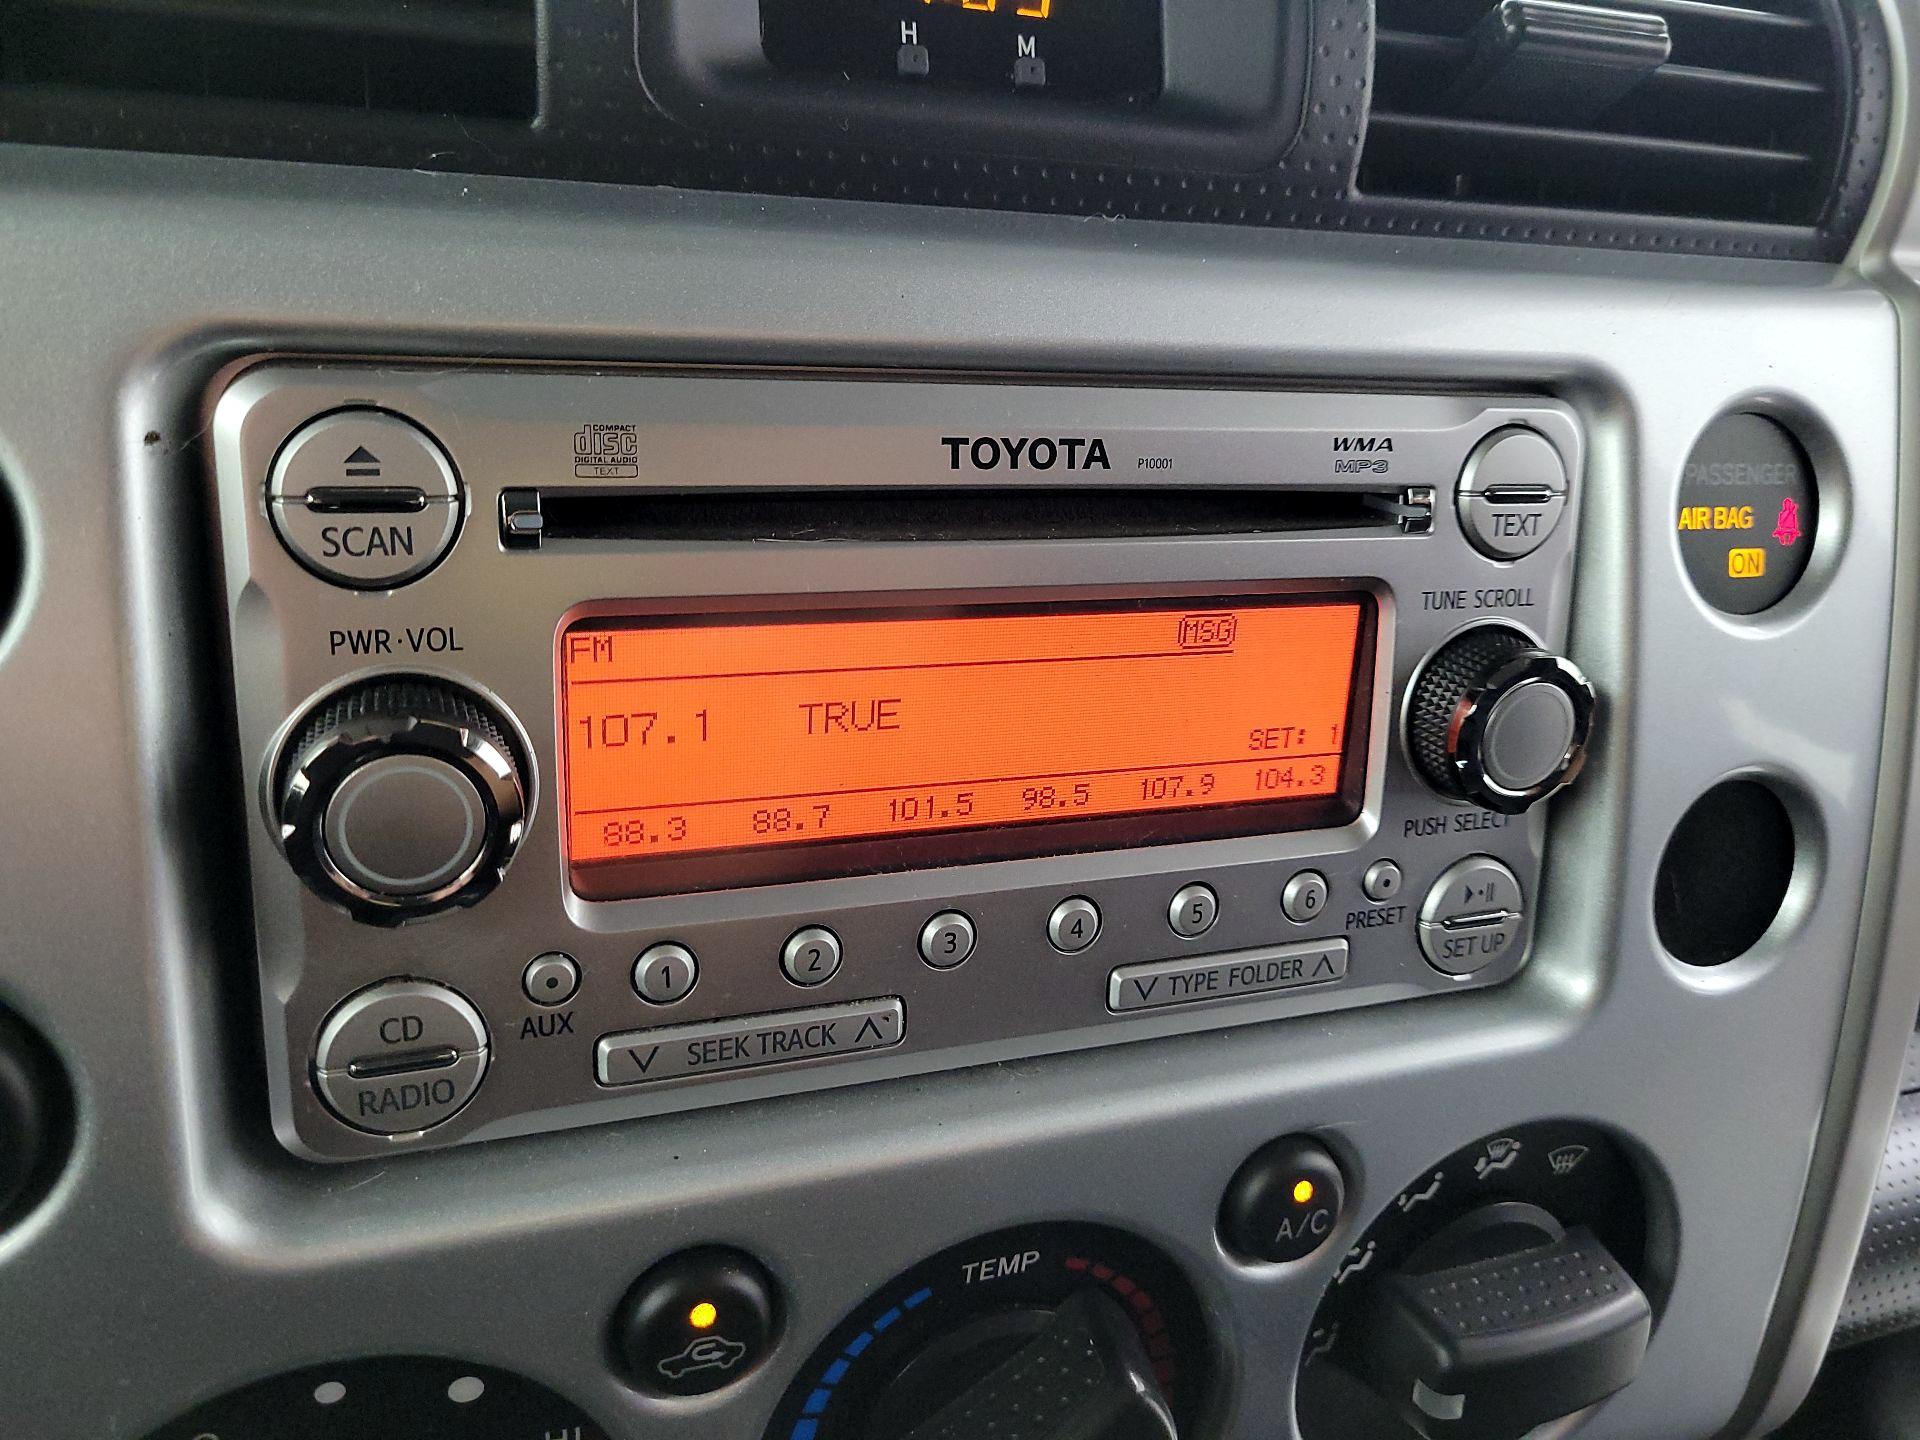 H M
COMPACT
disc
DIGITAL AUDIO
TEXT
TOYOTA P10001
WMA
MP3
SCAN
TEXT
PASSENGER
AIR BAG
ON
PWR·VOL
TUNE SCROLL
FM MSG
107.1 TRUE
SET: 1
88.3 88.7 101.5 98.5 107.9 104.3
PUSH SELECT
1 2 3 4 5 6
PRESET
AUX
SEEK TRACK
TYPE FOLDER
SET UP
CD
RADIO
A/C
TEMP
HI